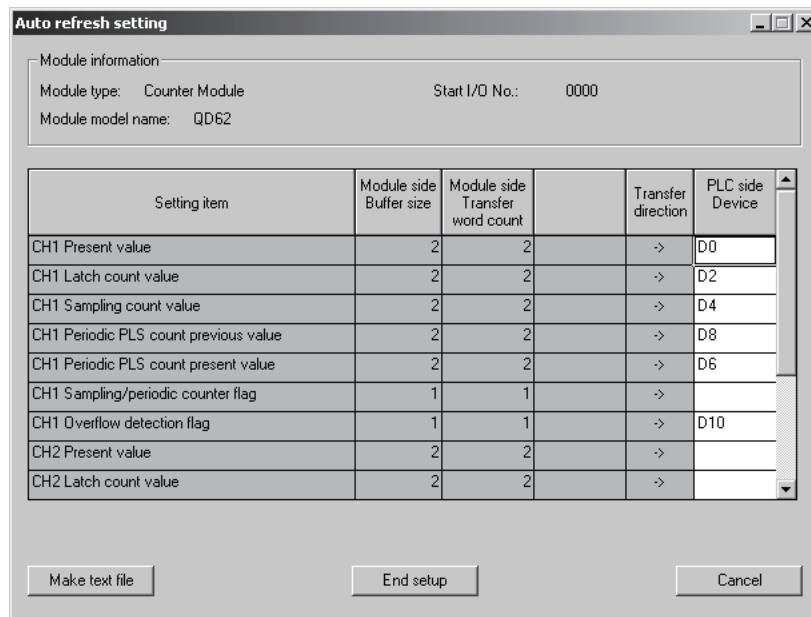 Auto refresh setting
Module information
Module type: Counter Module Start I/O No.: 0000
Module model name: QD62
Setting item Module side Buffer size Module side Transfer word count Transfer direction PLC side Device
CH1 Present value 2 2 -> D0
CH1 Latch count value 2 2 -> D2
CH1 Sampling count value 2 2 -> D4
CH1 Periodic PLS count previous value 2 2 -> D8
CH1 Periodic PLS count present value 2 2 -> D6
CH1 Sampling/periodic counter flag 1 1 ->
CH1 Overflow detection flag 1 1 -> D10
CH2 Present value 2 2 ->
CH2 Latch count value 2 2 ->
Make text file End setup Cancel